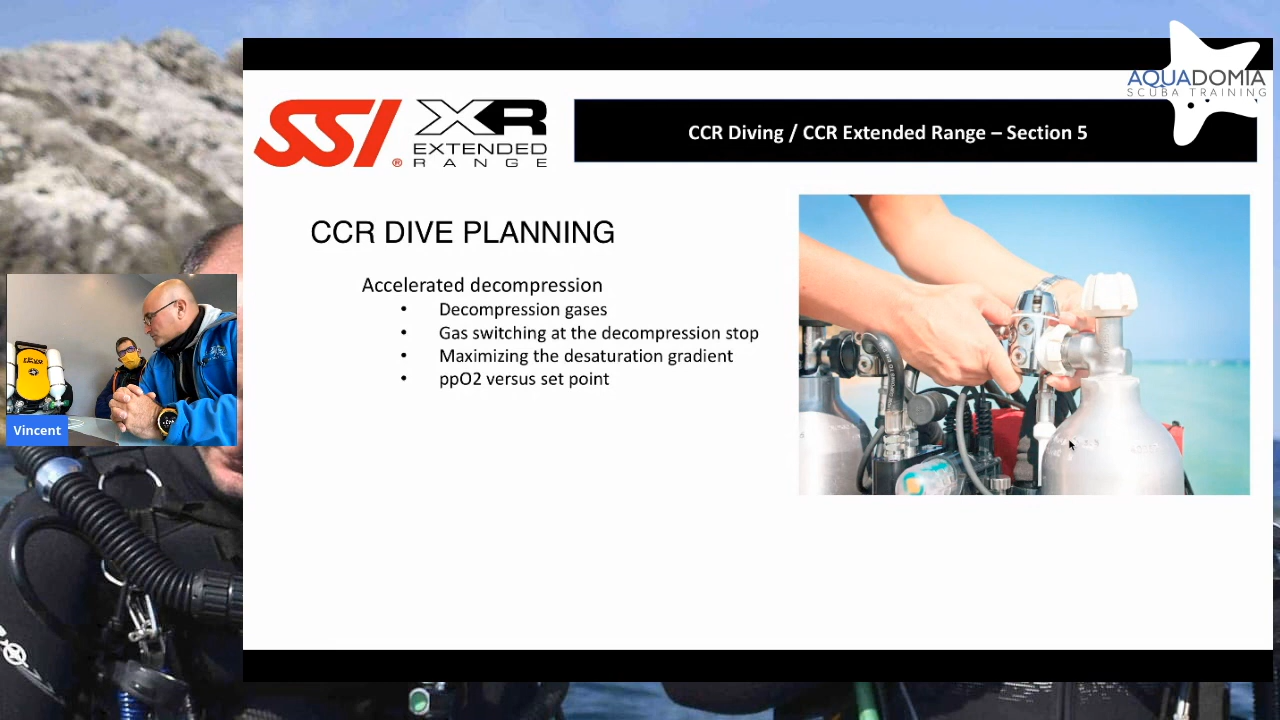 AQUADOMIA
SCUBA TRAINING
SSI®
XR
EXTENDED
RANGE
CCR Diving / CCR Extended Range – Section 5
CCR DIVE PLANNING
Accelerated decompression
• Decompression gases
• Gas switching at the decompression stop
• Maximizing the desaturation gradient
• ppO2 versus set point
Vincent